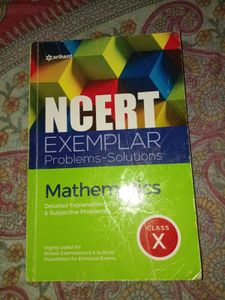 arihant
NCERT
EXEMPLAR
Problems-Solutions
Mathematics
Detailed Explanation
& Subjective Problems
CLASS
X
Highly Useful for
School Examinations & to Build
Foundation for Entrance Exams.